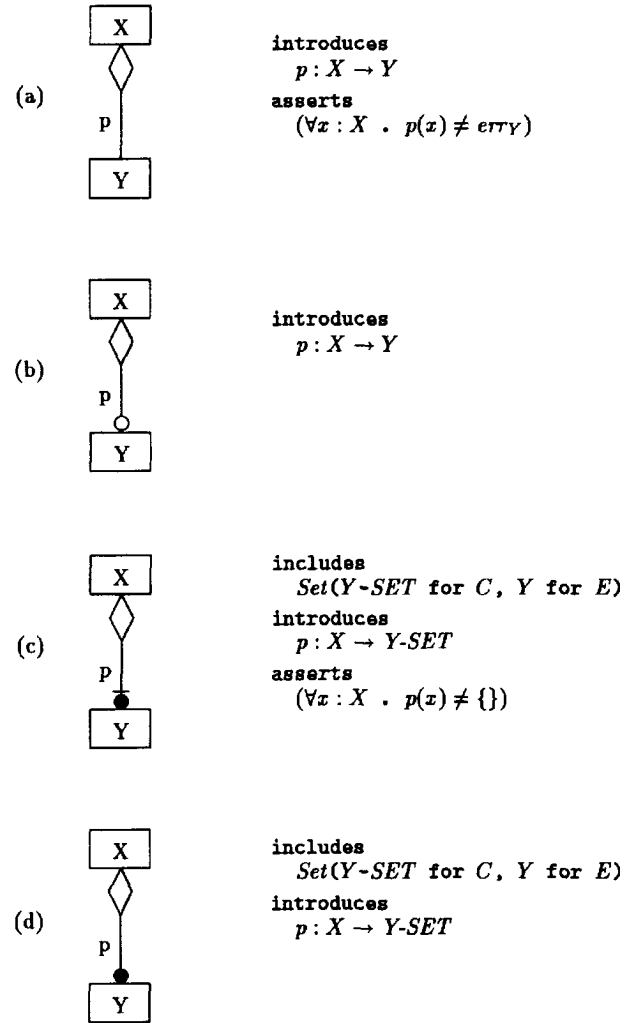 X
(a)
p
Y
introduces
p : X → Y
asserts
(∀x : X . p(x) ≠ err_Y)
X
(b)
p
Y
introduces
p : X → Y
X
(c)
p
Y
includes
Set(Y-SET for C, Y for E)
introduces
p : X → Y-SET
asserts
(∀x : X . p(x) ≠ {})
X
(d)
p
Y
includes
Set(Y-SET for C, Y for E)
introduces
p : X → Y-SET